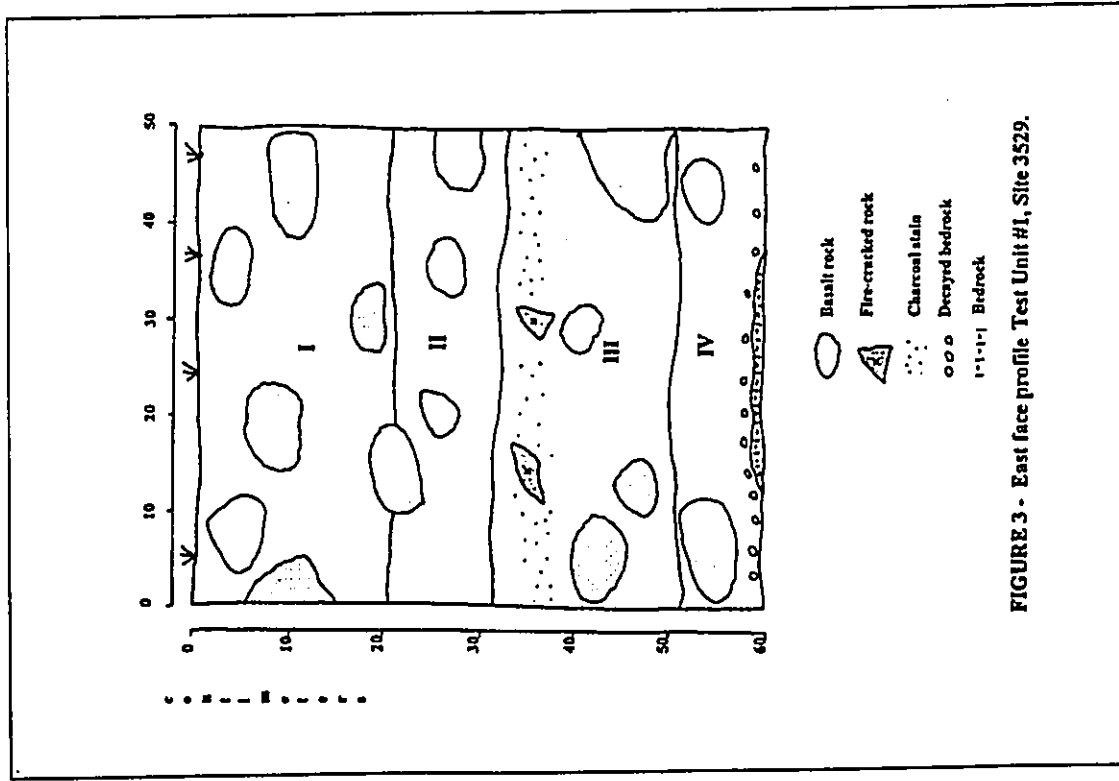 0 10 20 30 40 50
centimeters
0
10
20
30
40
50
60
I
II
III
IV
Basalt rock
Fire-cracked rock
Charcoal stain
Decayed bedrock
Bedrock
FIGURE 3 - East face profile Test Unit #1, Site 3529.